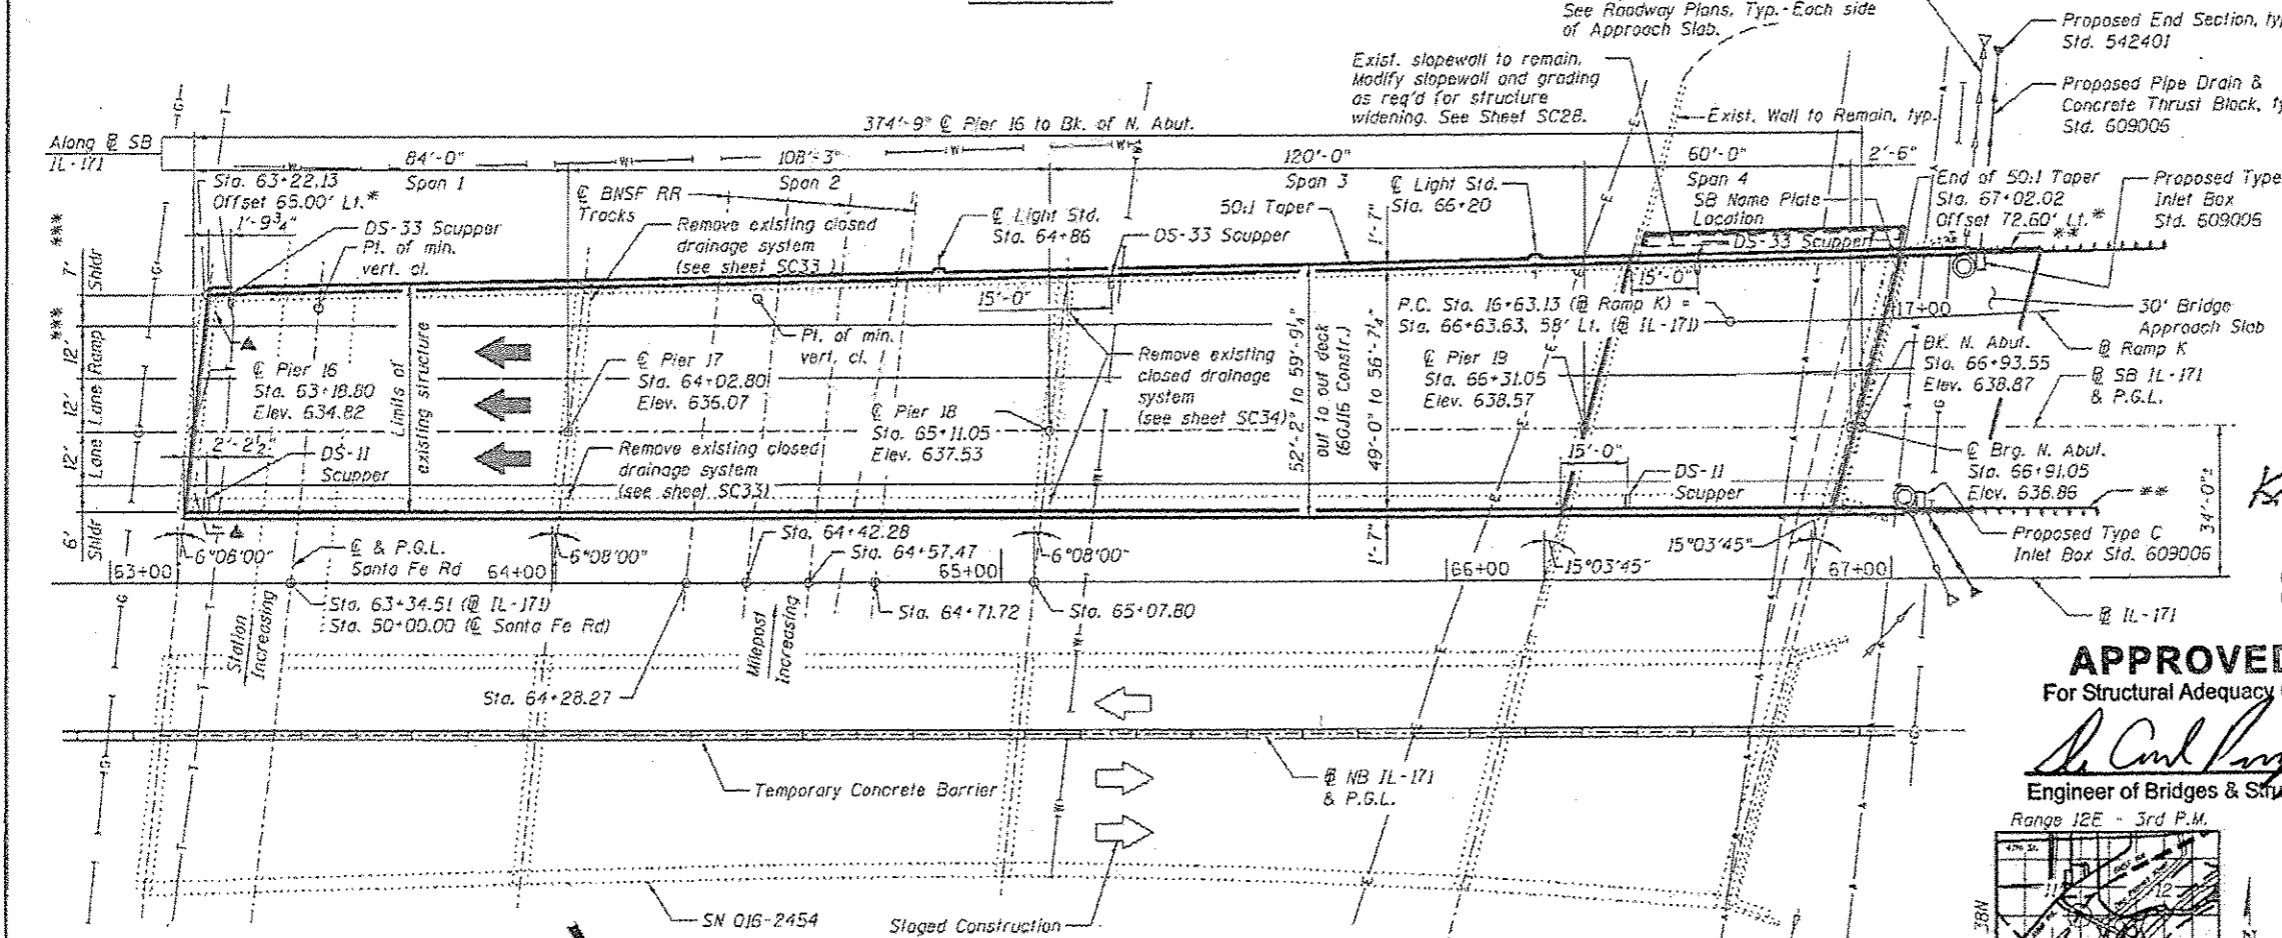 See Roadway Plans, Typ.-Each side
of Approach Slab.
Proposed End Section,
Std. 542401
Exist. slopewall to remain.
Modify slopewall and grading
as req'd for structure
widening. See Sheet SC28.
Proposed Pipe Drain &
Concrete Thrust Block,
Std. 609006
Exist. Wall to Remain, typ.
374'-9" ℄ Pier 16 to Bk. of N. Abut.
Along ⅊ SB
IL-171
84'-0"
Span 1
108'-3"
Span 2
120'-0"
Span 3
60'-0"
Span 4
2'-6"
Sta. 63+22.13
Offset 65.00' Lt.*
1'-9¾"
DS-33 Scupper
Pt. of min.
vert. cl.
℄ BNSF RR
Tracks
Remove existing closed
drainage system
(see sheet SC33)
℄ Light Std.
Sta. 64+86
DS-33 Scupper
50:1 Taper
℄ Light Std.
Sta. 66+20
SB Name Plate
Location
DS-33 Scupper
End of 50:1 Taper
Sta. 67+02.02
Offset 72.60' Lt.*
**
Proposed Type
Inlet Box
Std. 609006
***
7'
Shldr
***
12'
Ramp
12'
Lane
12'
Lane
6'
Shldr
1'-7"
15'-0"
15'-0"
P.C. Sta. 16+63.13 (⅊ Ramp K) =
Sta. 66+63.63, 58' Lt. (⅊ IL-171)
17+00
30' Bridge
Approach Slab
⅊ Ramp K
⅊ SB IL-171
& P.G.L.
Limits of
existing structure
Pt. of min.
vert. cl.
℄ Pier 16
Sta. 63+18.80
Elev. 634.82
℄ Pier 17
Sta. 64+02.80
Elev. 636.07
℄ Pier 18
Sta. 65+11.05
Elev. 637.53
Remove existing
closed drainage
system
(see sheet SC34)
52'-2" to 59'-9¼"
out to out deck
(60J16 Constr.)
49'-0" to 56'-7¼"
℄ Pier 19
Sta. 66+31.05
Elev. 638.57
BK. N. Abut.
Sta. 66+93.55
Elev. 638.87
2'-2½"
DS-11
Scupper
Remove existing closed
drainage system
(see sheet SC33)
15'-0"
DS-11
Scupper
℄ Brg. N. Abut.
Sta. 66+91.05
Elev. 638.86
**
34'-0"±
Proposed Type C
Inlet Box Std. 609006
1'-7"
6°08'00"
6°08'00"
6°08'00"
15°03'45"
15°03'45"
63+00
℄ & P.G.L.
Santa Fe Rd
64+00
65+00
66+00
67+00
Sta. 64+42.28
Sta. 64+57.47
Sta. 64+71.72
Sta. 65+07.80
Sta. 63+34.51 (⅊ IL-171)
Sta. 50+00.00 (℄ Santa Fe Rd)
Station
Increasing
Milepost
Increasing
Sta. 64+28.27
⅊ IL-171
APPROVED
For Structural Adequacy
Engineer of Bridges &
Temporary Concrete Barrier
⅊ NB IL-171
& P.G.L.
SN 016-2454
Staged Construction
Range 12E - 3rd P.M.
12
38N